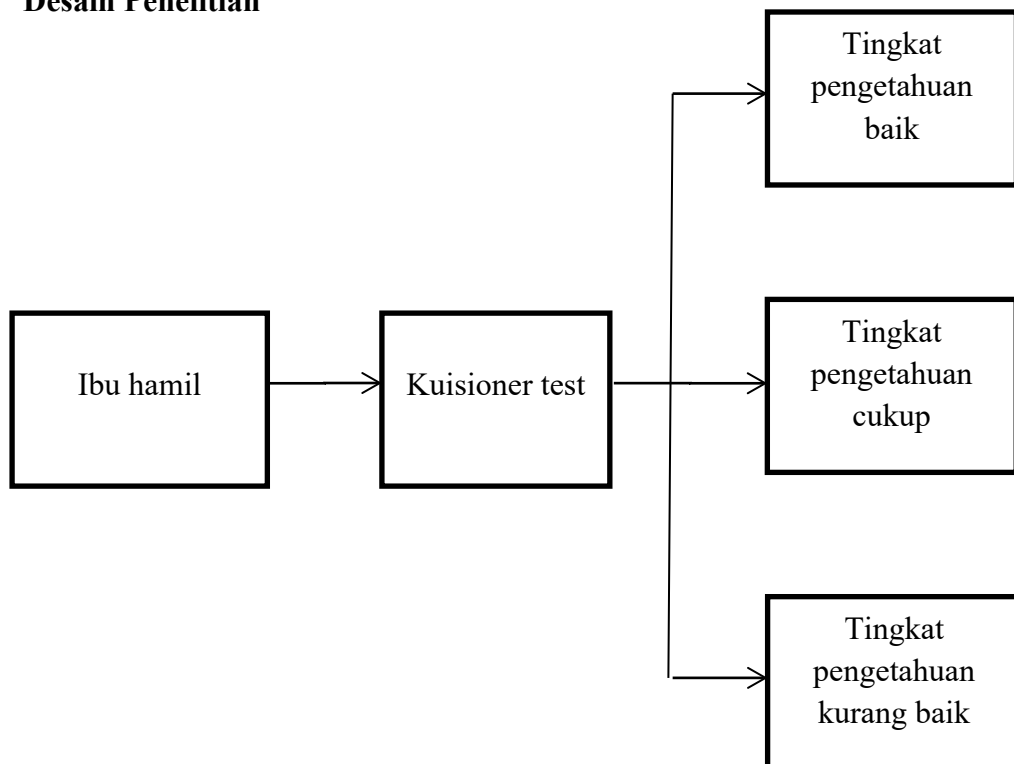 Desain Penelitian
Tingkat
pengetahuan
baik
Ibu hamil
Kuisioner test
Tingkat
pengetahuan
cukup
Tingkat
pengetahuan
kurang baik